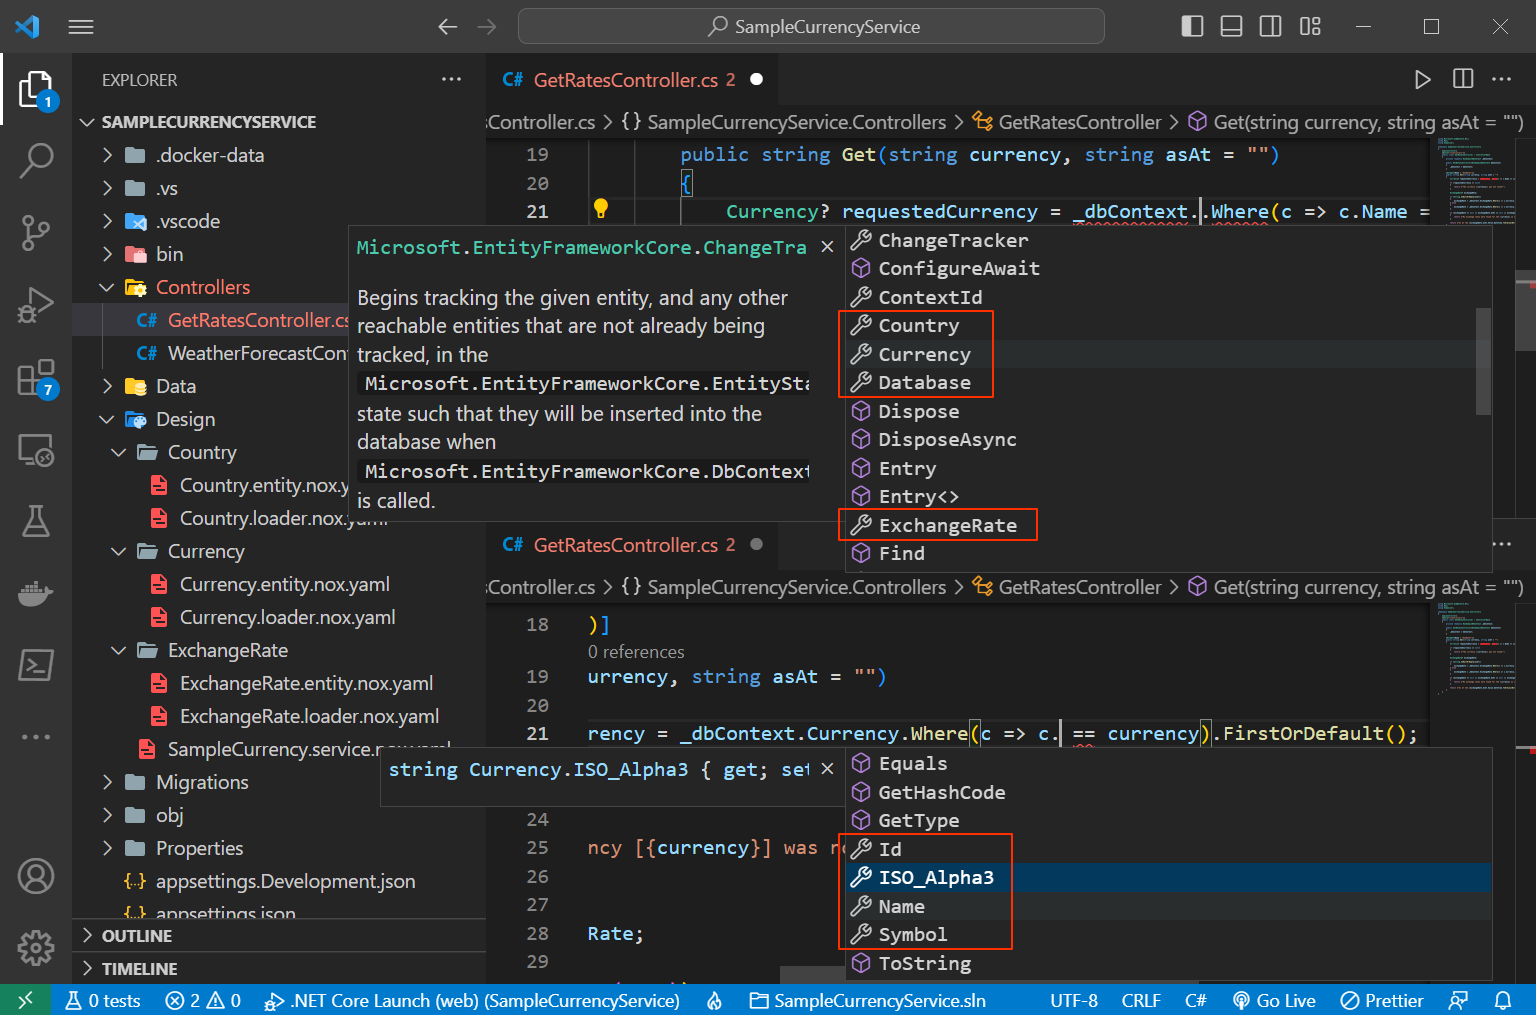 SampleCurrencyService
EXPLORER
SAMPLECURRENCYSERVICE
.docker-data
.vs
.vscode
bin
Controllers
C# GetRatesController.cs
C# WeatherForecastCon
Data
Design
Country
Country.entity.nox.y
Country.loader.nox.yaml
Currency
Currency.entity.nox.yaml
Currency.loader.nox.yaml
ExchangeRate
ExchangeRate.entity.nox.yaml
ExchangeRate.loader.nox.yaml
SampleCurrency.service.nox.yaml
Migrations
obj
Properties
{..} appsettings.Development.json
{..} appsettings.json
OUTLINE
TIMELINE
1
7
C# GetRatesController.cs 2
sController.cs > {} SampleCurrencyService.Controllers > GetRatesController > Get(string currency, string asAt = "")
19 public string Get(string currency, string asAt = "")
20 {
21 Currency? requestedCurrency = _dbContext..Where(c => c.Name =
Microsoft.EntityFrameworkCore.ChangeTra
Begins tracking the given entity, and any other
reachable entities that are not already being
tracked, in the
Microsoft.EntityFrameworkCore.EntitySta
state such that they will be inserted into the
database when
Microsoft.EntityFrameworkCore.DbContext
is called.
ChangeTracker
ConfigureAwait
ContextId
Country
Currency
Database
Dispose
DisposeAsync
Entry
Entry<>
ExchangeRate
Find
C# GetRatesController.cs 2
sController.cs > {} SampleCurrencyService.Controllers > GetRatesController > Get(string currency, string asAt = "")
18 )]
0 references
19 urrency, string asAt = "")
20
21 rency = _dbContext.Currency.Where(c => c. == currency).FirstOrDefault();
string Currency.ISO_Alpha3 { get; set
24
25 ncy [{currency}] was no
26
27
28 Rate;
29
Equals
GetHashCode
GetType
Id
ISO_Alpha3
Name
Symbol
ToString
0 tests 2 0 .NET Core Launch (web) (SampleCurrencyService) SampleCurrencyService.sln UTF-8 CRLF C# Go Live Prettier